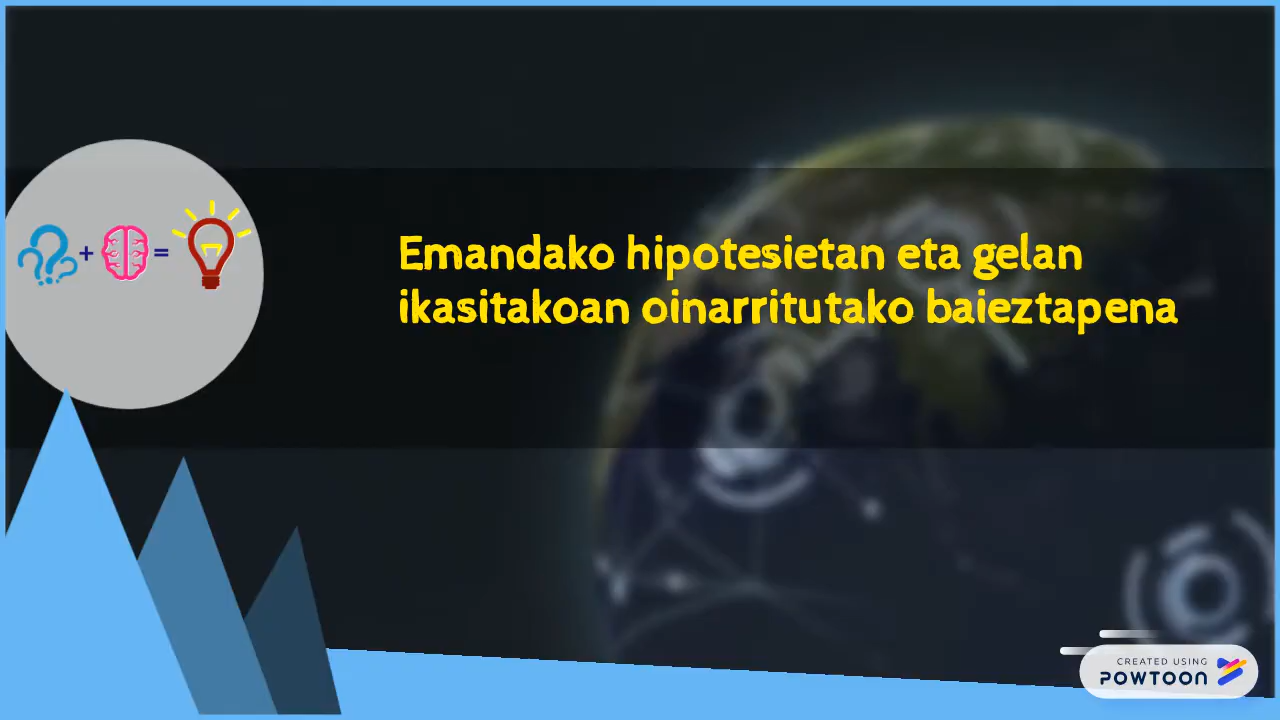 + =
Emandako hipotesietan eta gelan
ikasitakoan oinarritutako baieztapena
CREATED USING
POWTOON